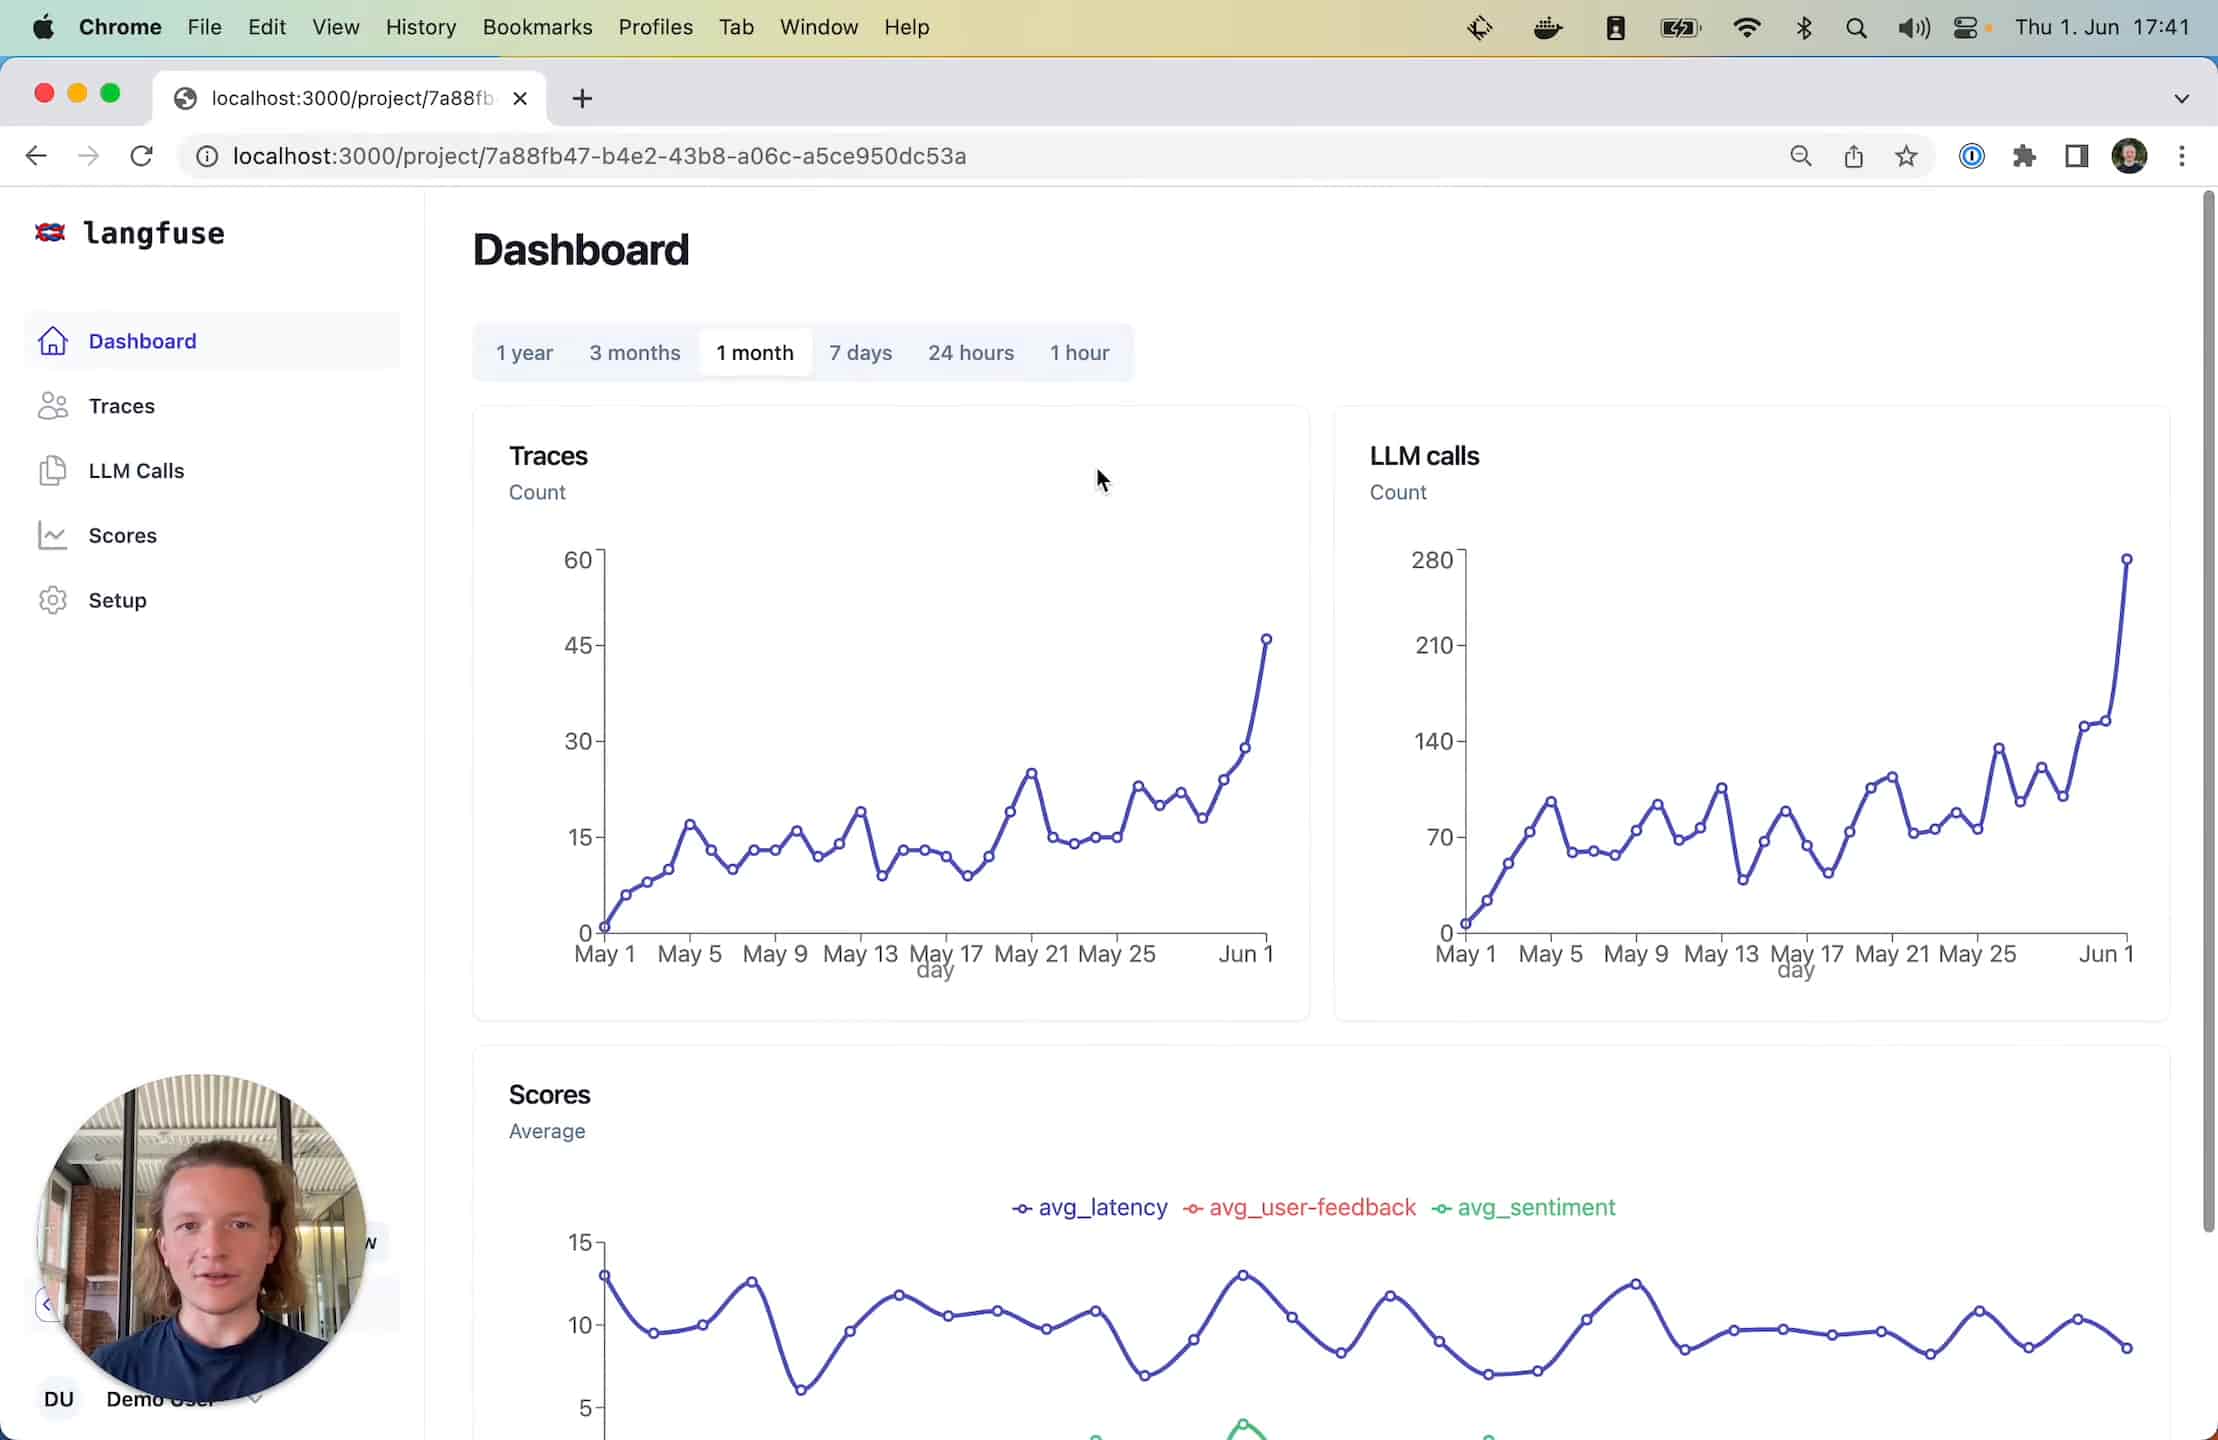 Chrome File Edit View History Bookmarks Profiles Tab Window Help Thu 1. Jun 17:41
localhost:3000/project/7a88fb
localhost:3000/project/7a88fb47-b4e2-43b8-a06c-a5ce950dc53a
langfuse
Dashboard
Traces
LLM Calls
Scores
Setup
w
DU Demo User
Dashboard
1 year 3 months 1 month 7 days 24 hours 1 hour
Traces
Count
60
45
30
15
0
May 1 May 5 May 9 May 13 May 17 May 21 May 25 Jun 1
day
LLM calls
Count
280
210
140
70
0
May 1 May 5 May 9 May 13 May 17 May 21 May 25 Jun 1
day
Scores
Average
avg_latency avg_user-feedback avg_sentiment
15
10
5